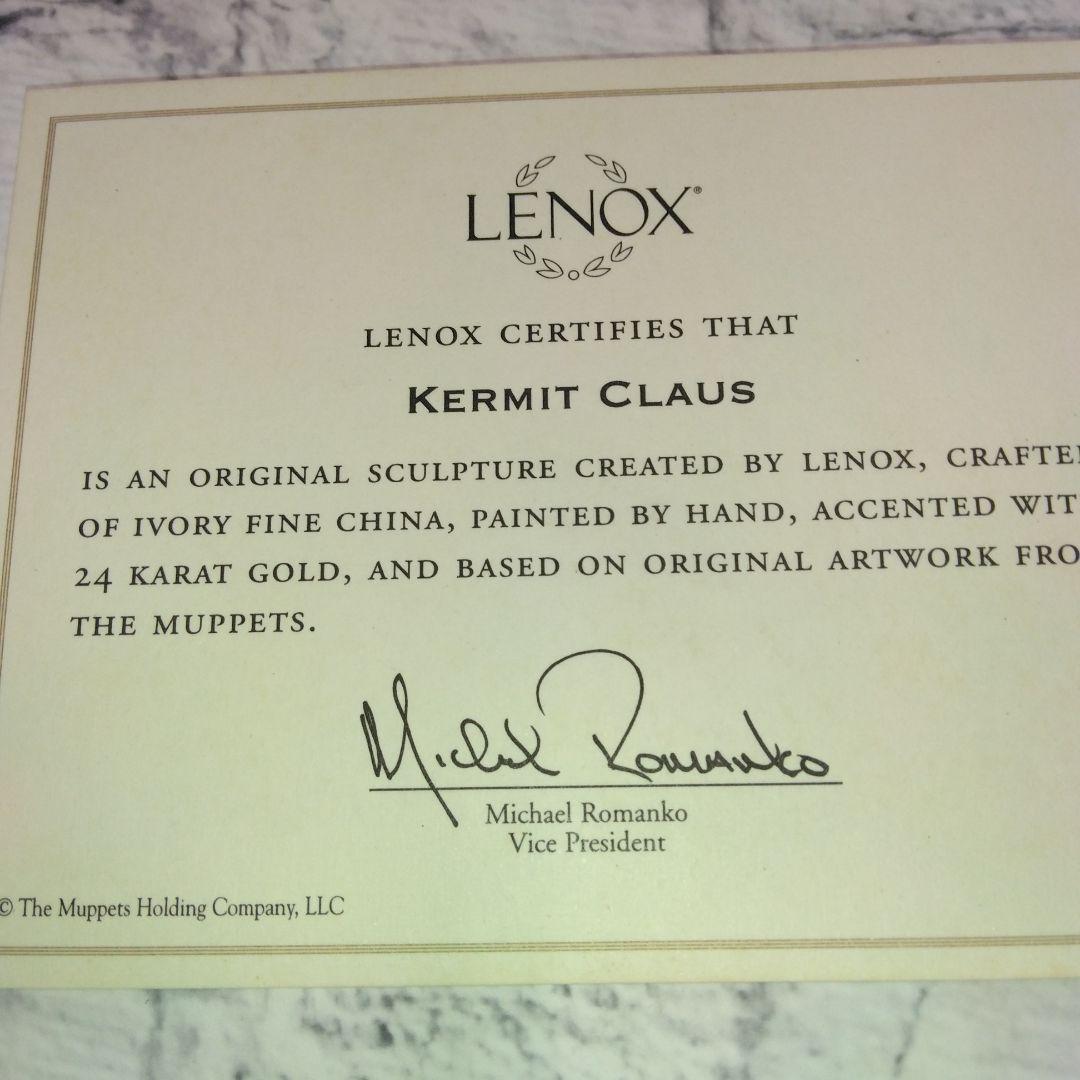 LENOX®
LENOX CERTIFIES THAT
KERMIT CLAUS
IS AN ORIGINAL SCULPTURE CREATED BY LENOX, CRAFTE
OF IVORY FINE CHINA, PAINTED BY HAND, ACCENTED WIT
24 KARAT GOLD, AND BASED ON ORIGINAL ARTWORK FRO
THE MUPPETS.
Michael Romanko
Michael Romanko
Vice President
© The Muppets Holding Company, LLC